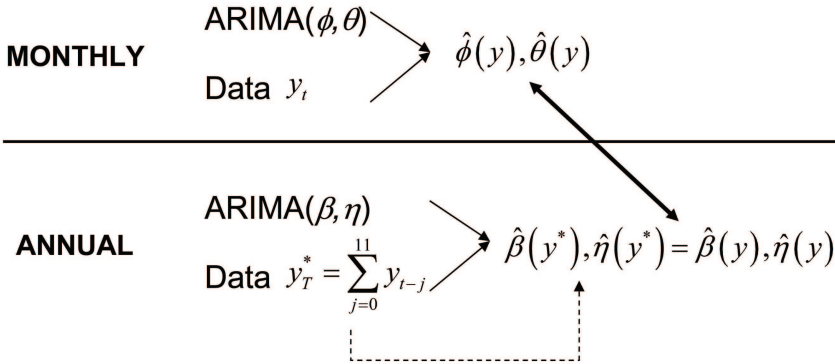 ARIMA(ϕ,θ)
MONTHLY
ϕ̂(y),θ̂(y)
Data y_t
ARIMA(β,η)
ANNUAL
β̂(y*),η̂(y*) = β̂(y),η̂(y)
Data y*_T = ∑_{j=0}^{11} y_{t−j}